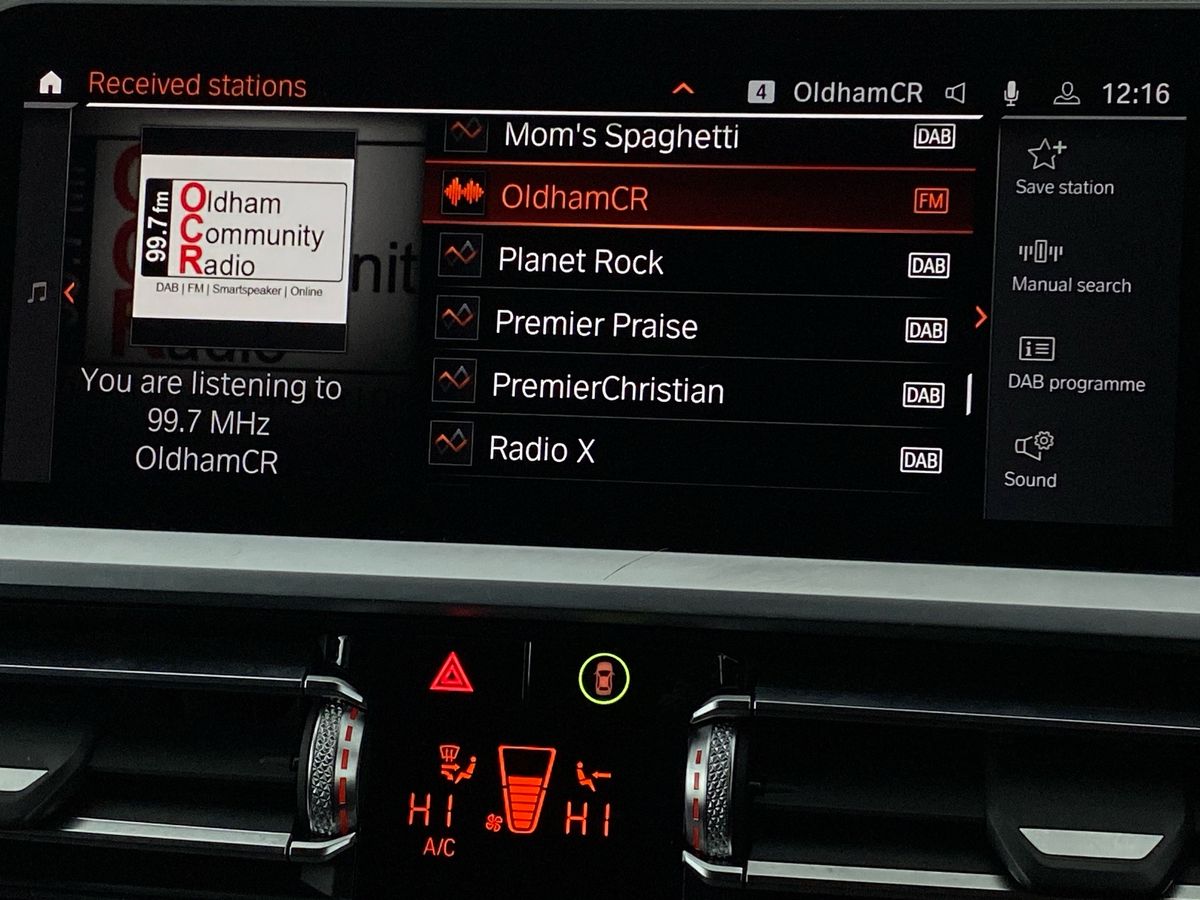 Received stations
4 OldhamCR
12:16
99.7 fm
Oldham
Community
Radio
DAB | FM | Smartspeaker | Online
You are listening to
99.7 MHz
OldhamCR
Mom's Spaghetti DAB
OldhamCR FM
Planet Rock DAB
Premier Praise DAB
PremierChristian DAB
Radio X DAB
Save station
Manual search
DAB programme
Sound
HI HI
A/C